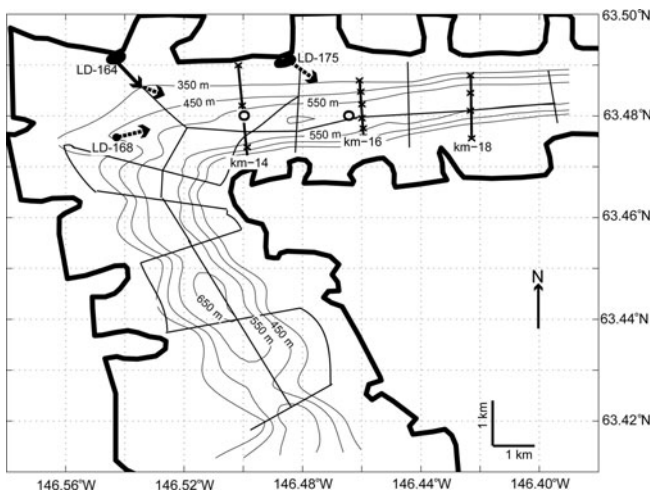 63.50°N
LD-164
LD-175
350 m
450 m
550 m
63.48°N
LD-168
550 m
km-14
km-16
km-18
63.46°N
N
650 m
550 m
450 m
63.44°N
1 km
63.42°N
1 km
146.56°W
146.52°W
146.48°W
146.44°W
146.40°W